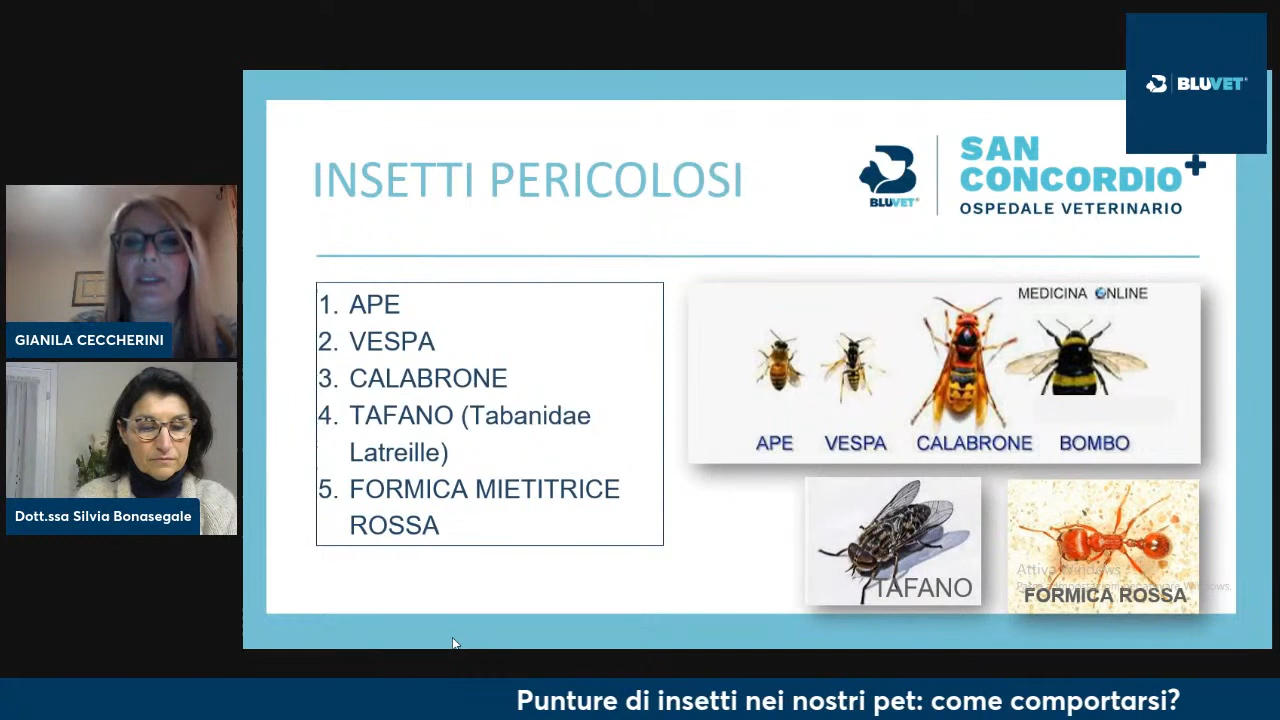 BLUVET
INSETTI PERICOLOSI
BLUVET
SAN
CONCORDIO
OSPEDALE VETERINARIO
1. APE
2. VESPA
3. CALABRONE
4. TAFANO (Tabanidae
Latreille)
5. FORMICA MIETITRICE
ROSSA
MEDICINA ONLINE
APE VESPA CALABRONE BOMBO
TAFANO
Attiva Windows
FORMICA ROSSA
GIANILA CECCHERINI
Dott.ssa Silvia Bonasegale
Punture di insetti nei nostri pet: come comportarsi?